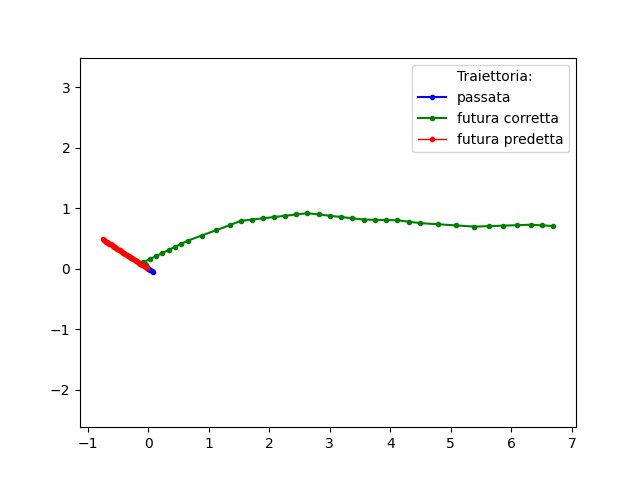 Traiettoria:
passata
futura corretta
futura predetta
3
2
1
0
−1
−2
−1 0 1 2 3 4 5 6 7